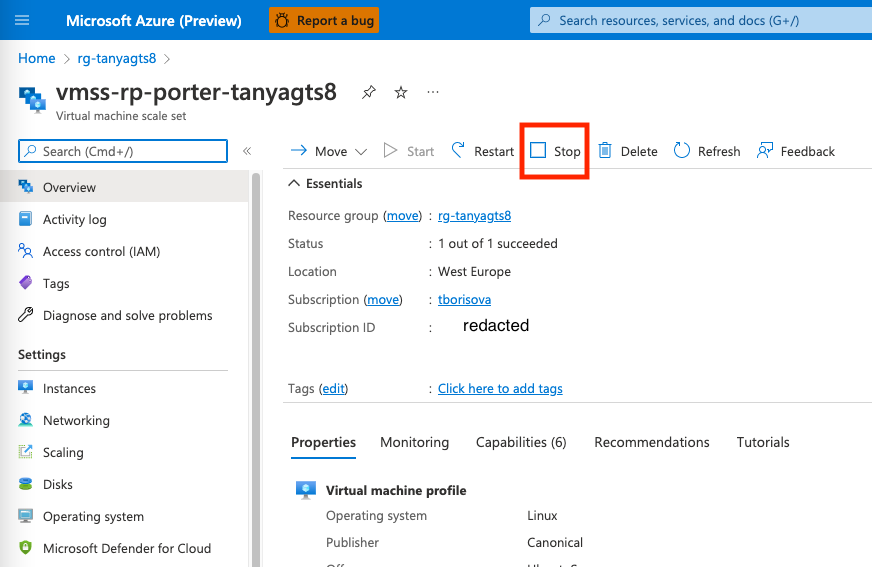 Microsoft Azure (Preview)
Report a bug
Search resources, services, and docs (G+/)
Home > rg-tanyagts8 >
vmss-rp-porter-tanyagts8
Virtual machine scale set
Search (Cmd+/)
Move
Start
Restart
Stop
Delete
Refresh
Feedback
Overview
Activity log
Access control (IAM)
Tags
Diagnose and solve problems
Settings
Instances
Networking
Scaling
Disks
Operating system
Microsoft Defender for Cloud
Essentials
Resource group (move) : rg-tanyagts8
Status : 1 out of 1 succeeded
Location : West Europe
Subscription (move) : tborisova
Subscription ID : redacted
Tags (edit) : Click here to add tags
Properties
Monitoring
Capabilities (6)
Recommendations
Tutorials
Virtual machine profile
Operating system Linux
Publisher Canonical